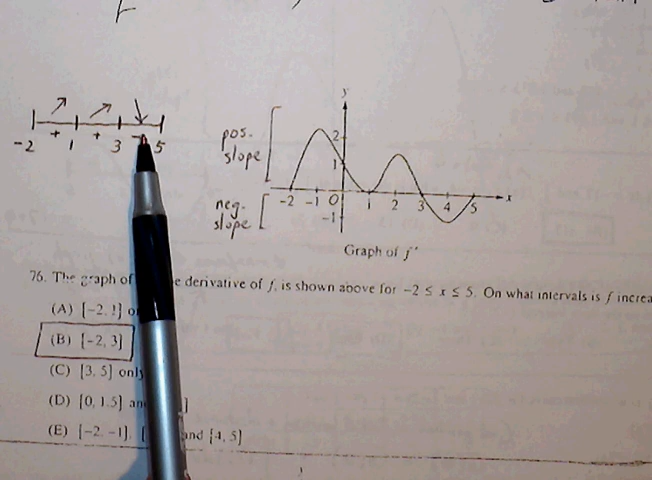 -2 + 1 + 3 - 5
pos. slope
neg. slope
y
2
1
-2 -1 0 1 2 3 4 5 x
-1
Graph of f'
76. The graph of derivative of f, is shown above for −2 ≤ x ≤ 5. On what intervals is f
(A) [-2, 1]
(B) [-2, 3]
(C) [3, 5] only
(D) [0, 1.5]
(E) [-2, -1], and [4, 5]